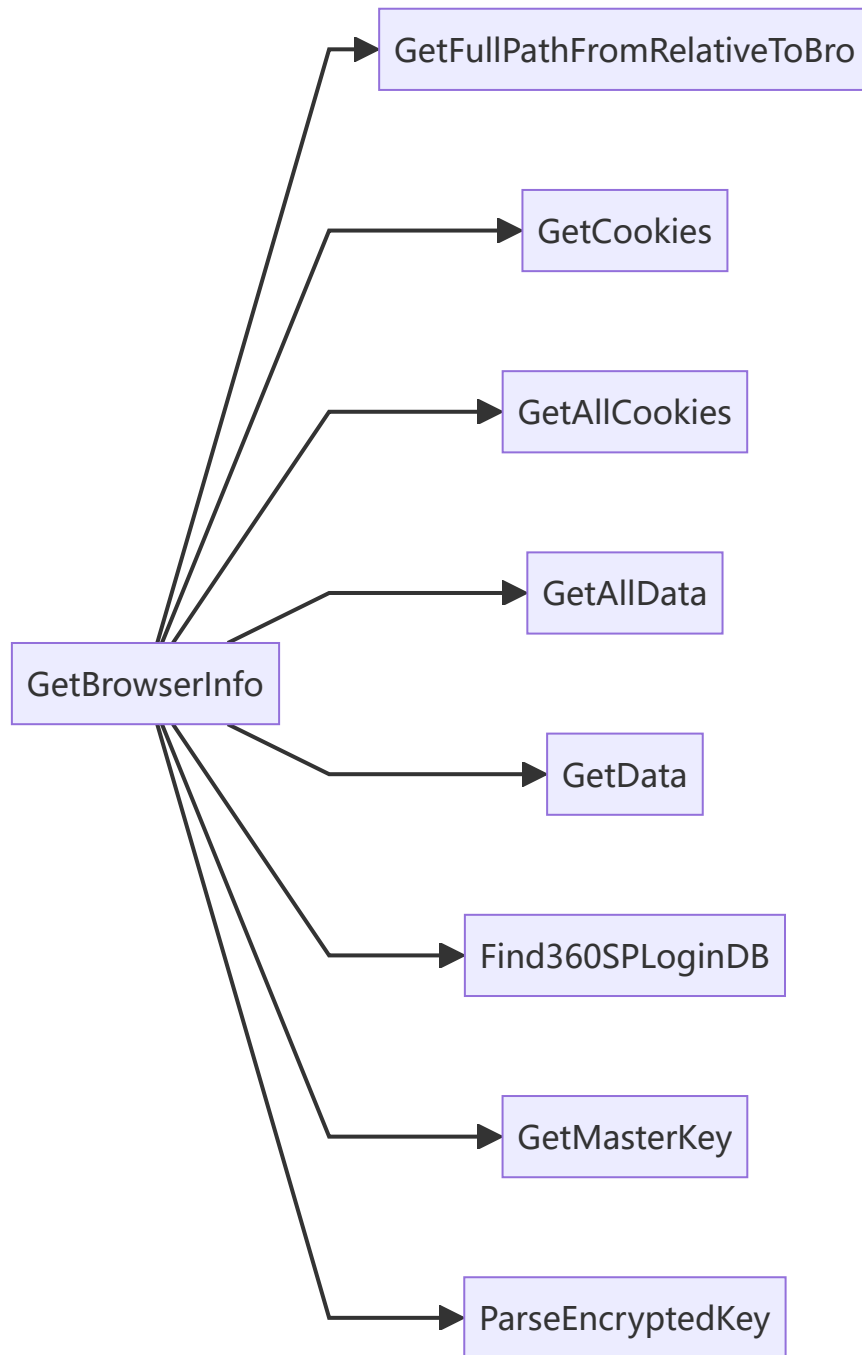 GetFullPathFromRelativeToBro
GetCookies
GetAllCookies
GetAllData
GetBrowserInfo
GetData
Find360SPLoginDB
GetMasterKey
ParseEncryptedKey